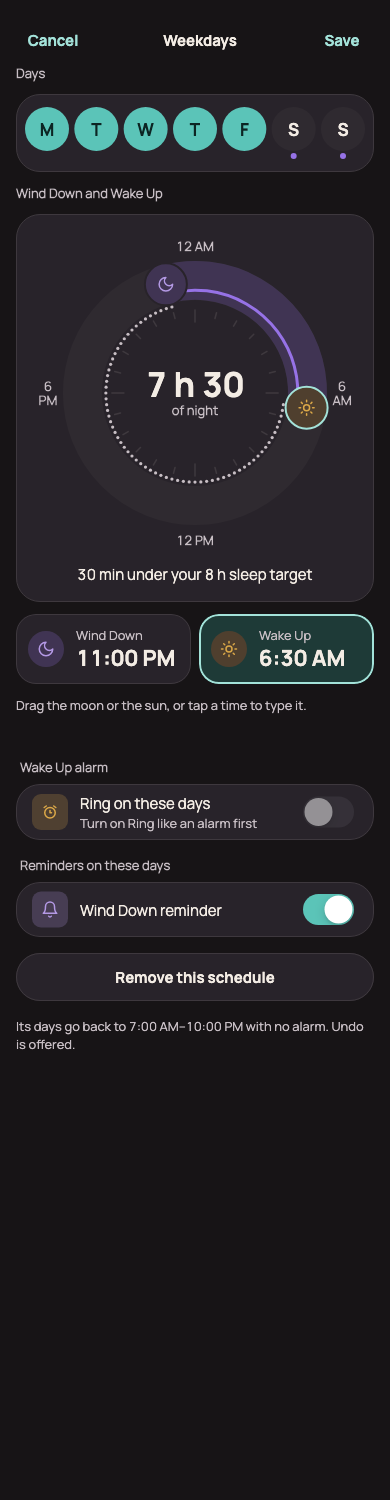 Cancel
Weekdays
Save
Days
M T W T F S S
Wind Down and Wake Up
12 AM
6 PM
6 AM
7 h 30
of night
12 PM
30 min under your 8 h sleep target
Wind Down
11:00 PM
Wake Up
6:30 AM
Drag the moon or the sun, or tap a time to type it.
Wake Up alarm
Ring on these days
Turn on Ring like an alarm first
Reminders on these days
Wind Down reminder
Remove this schedule
Its days go back to 7:00 AM–10:00 PM with no alarm. Undo
is offered.